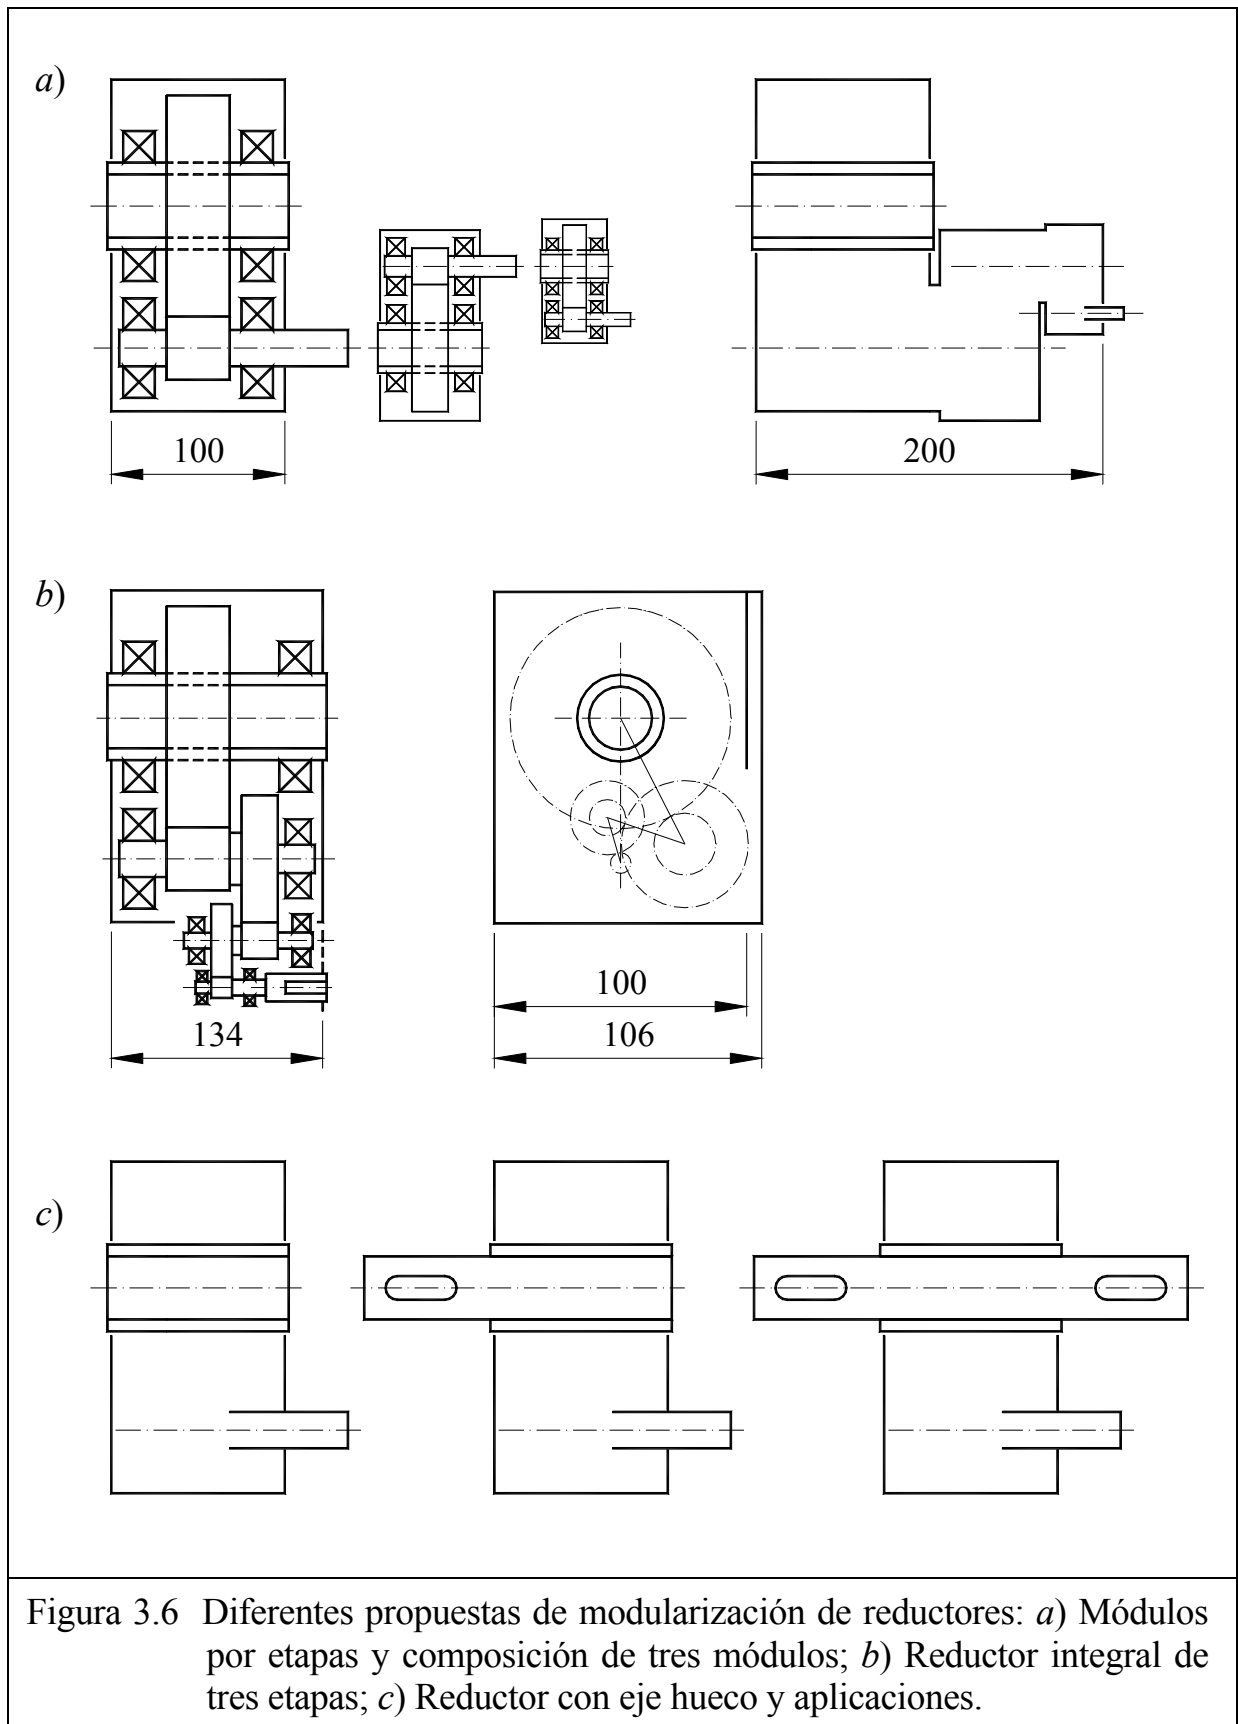 a)
100
200
b)
134
100
106
c)
Figura 3.6 Diferentes propuestas de modularización de reductores: a) Módulos
por etapas y composición de tres módulos; b) Reductor integral de
tres etapas; c) Reductor con eje hueco y aplicaciones.